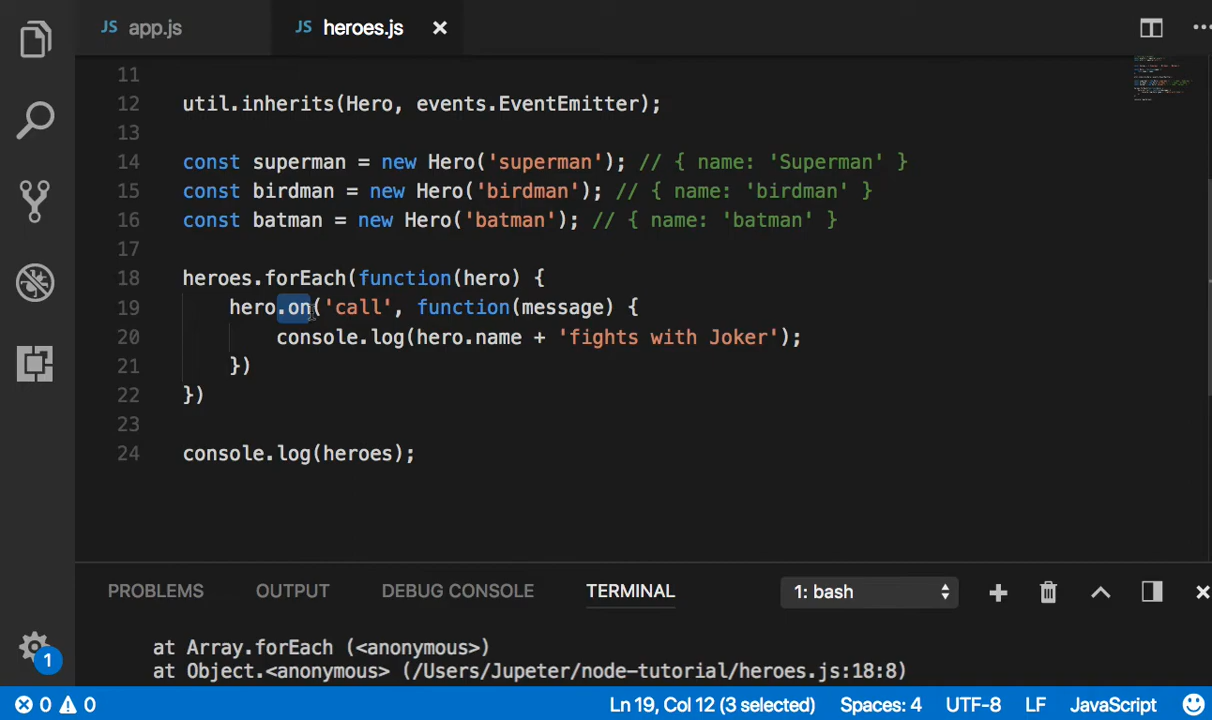 JS app.js JS heroes.js
11
12 util.inherits(Hero, events.EventEmitter);
13
14 const superman = new Hero('superman'); // { name: 'Superman' }
15 const birdman = new Hero('birdman'); // { name: 'birdman' }
16 const batman = new Hero('batman'); // { name: 'batman' }
17
18 heroes.forEach(function(hero) {
19 hero.on('call', function(message) {
20 console.log(hero.name + 'fights with Joker');
21 })
22 })
23
24 console.log(heroes);
PROBLEMS OUTPUT DEBUG CONSOLE TERMINAL 1: bash
at Array.forEach (<anonymous>)
at Object.<anonymous> (/Users/Jupeter/node-tutorial/heroes.js:18:8)
1
0 0 Ln 19, Col 12 (3 selected) Spaces: 4 UTF-8 LF JavaScript